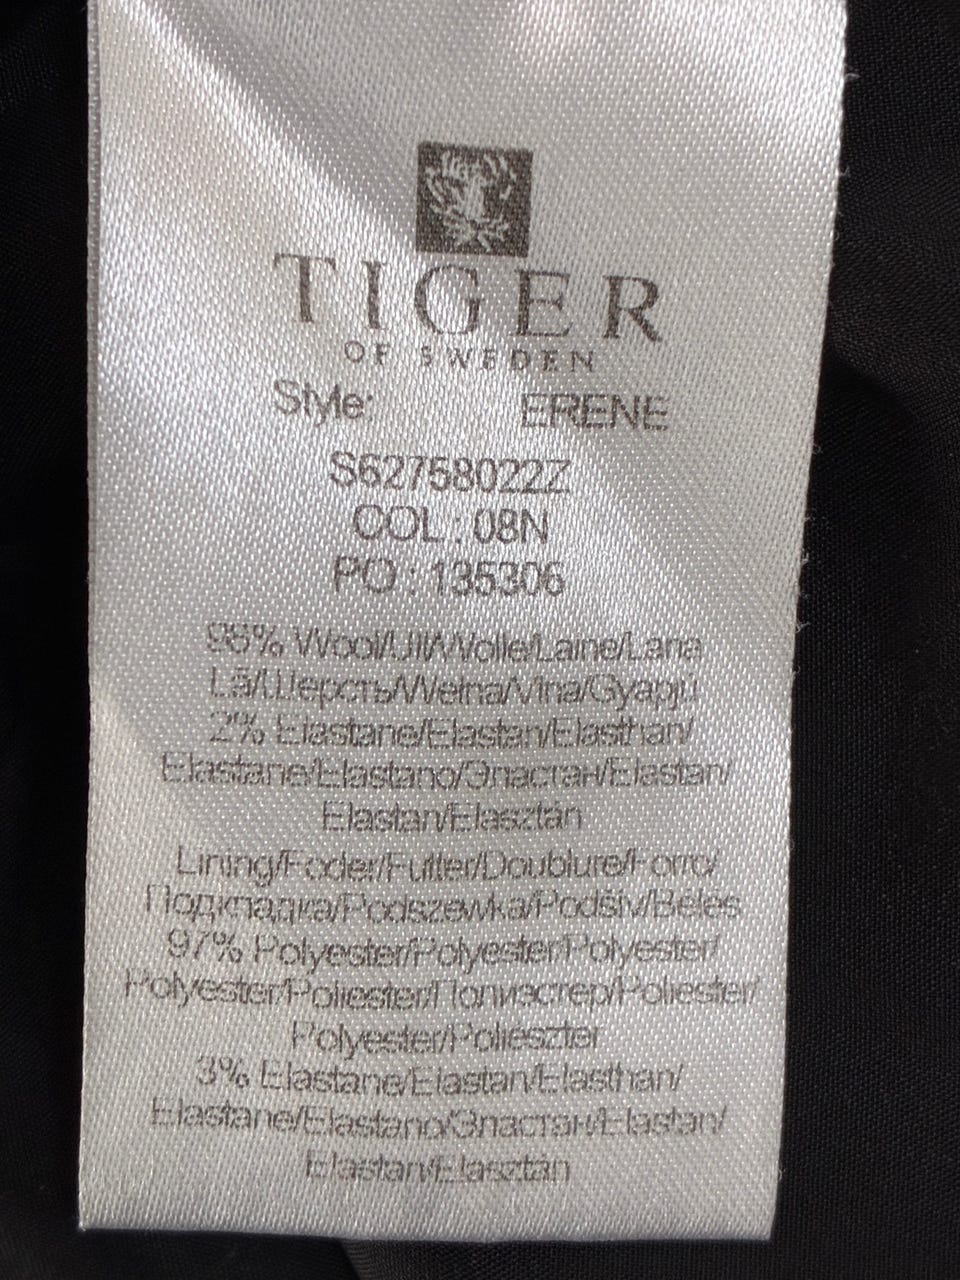 TIGER
OF SWEDEN
Style: ERENE
S62758022Z
COL : 08N
PO : 135306
98% Wool/Ull/Wolle/Laine/Lana
Lã/Шерсть/Wełna/Vlna/Gyapjú
2% Elastane/Elastan/Elasthan/
Elastane/Elastano/Эластан/Elastan/
Elastan/Elasztán
Lining/Foder/Futter/Doublure/Forro/
Подкладка/Podszewka/Podšív/Bélés
97% Polyester/Polyester/Polyester/
Polyester/Poliester/Полиэстер/Poliester/
Polyester/Poliészter
3% Elastane/Elastan/Elasthan/
Elastane/Elastano/Эластан/Elastan/
Elastan/Elasztán